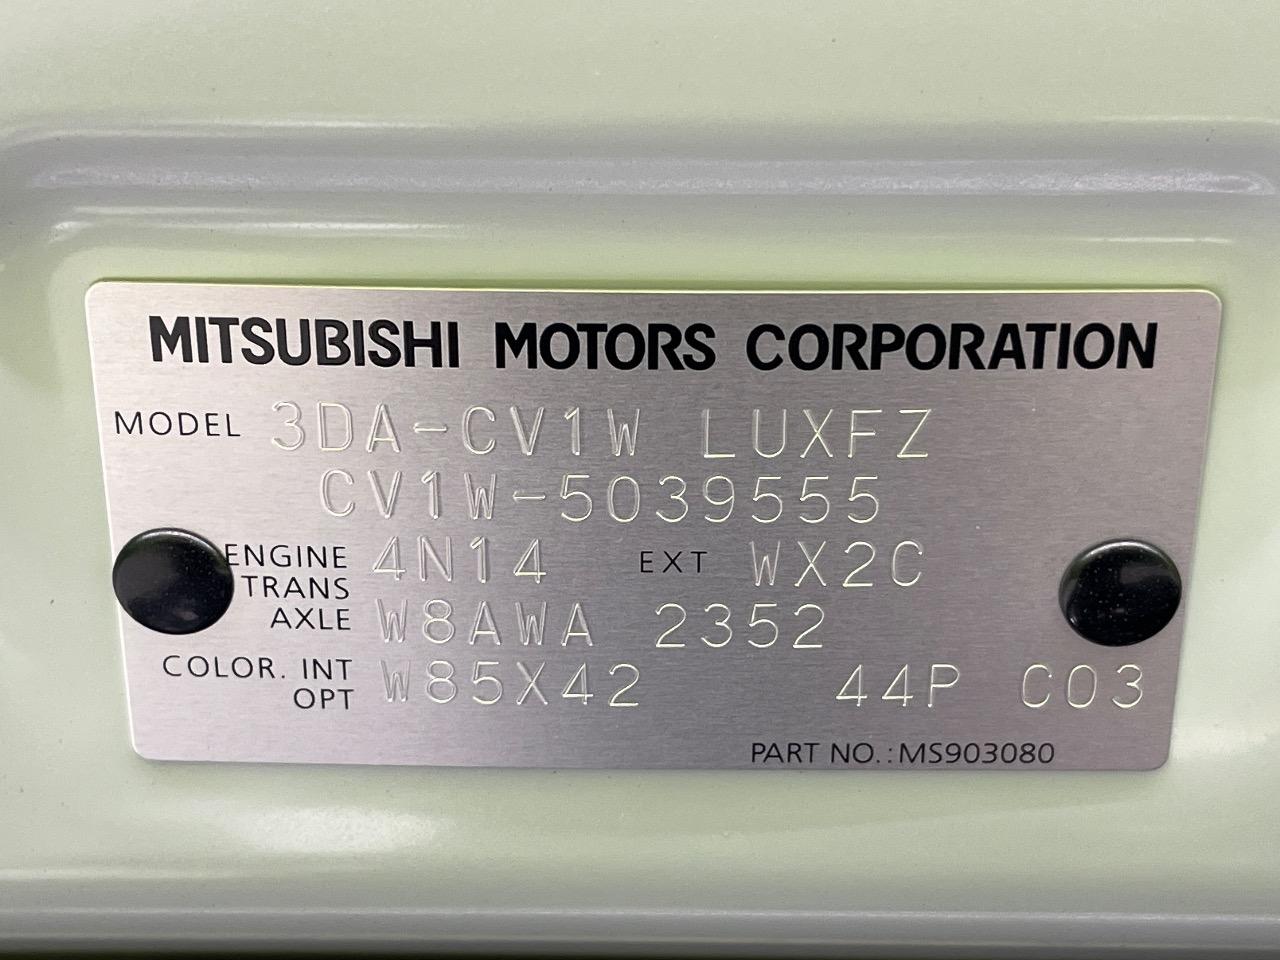 MITSUBISHI MOTORS CORPORATION
MODEL 3DA-CV1W LUXFZ
CV1W-5039555
ENGINE 4N14 EXT WX2C
TRANS
AXLE W8AWA 2352
COLOR. INT
OPT W85X42 44P C03
PART NO.:MS903080